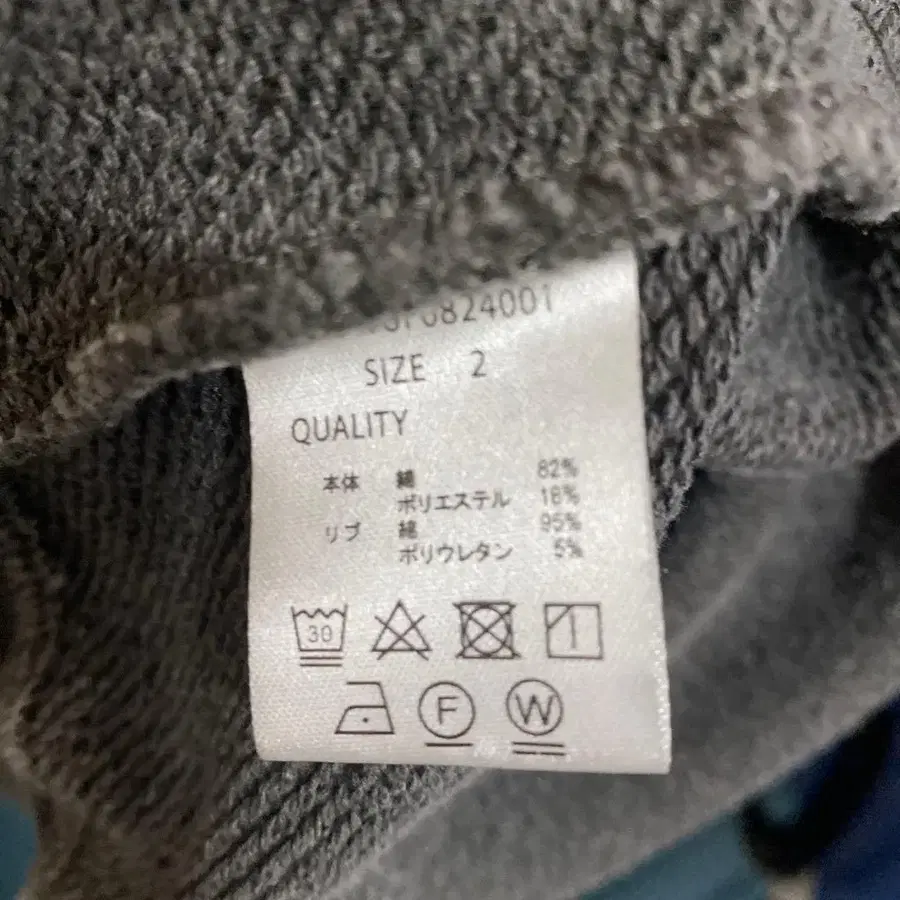 0824001
SIZE 2
QUALITY
本体 綿 82%
ポリエステル 18%
リブ 綿 95%
ポリウレタン 5%
30
F W